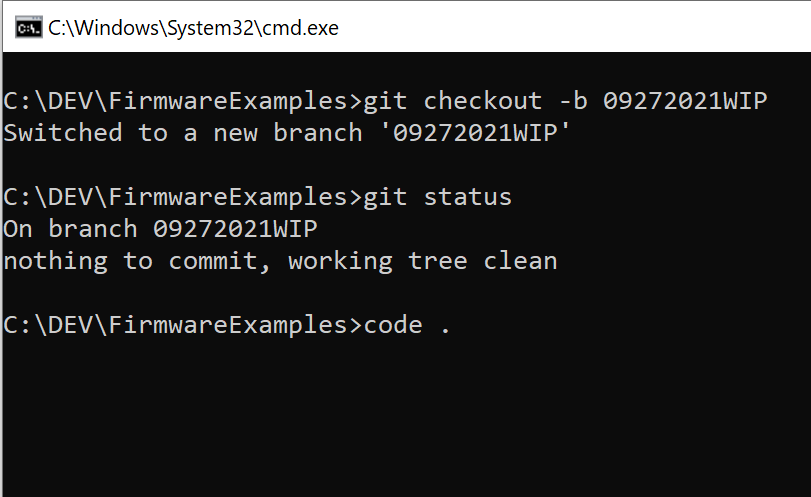 C:\Windows\System32\cmd.exe
C:\DEV\FirmwareExamples>git checkout -b 09272021WIP
Switched to a new branch '09272021WIP'
C:\DEV\FirmwareExamples>git status
On branch 09272021WIP
nothing to commit, working tree clean
C:\DEV\FirmwareExamples>code .